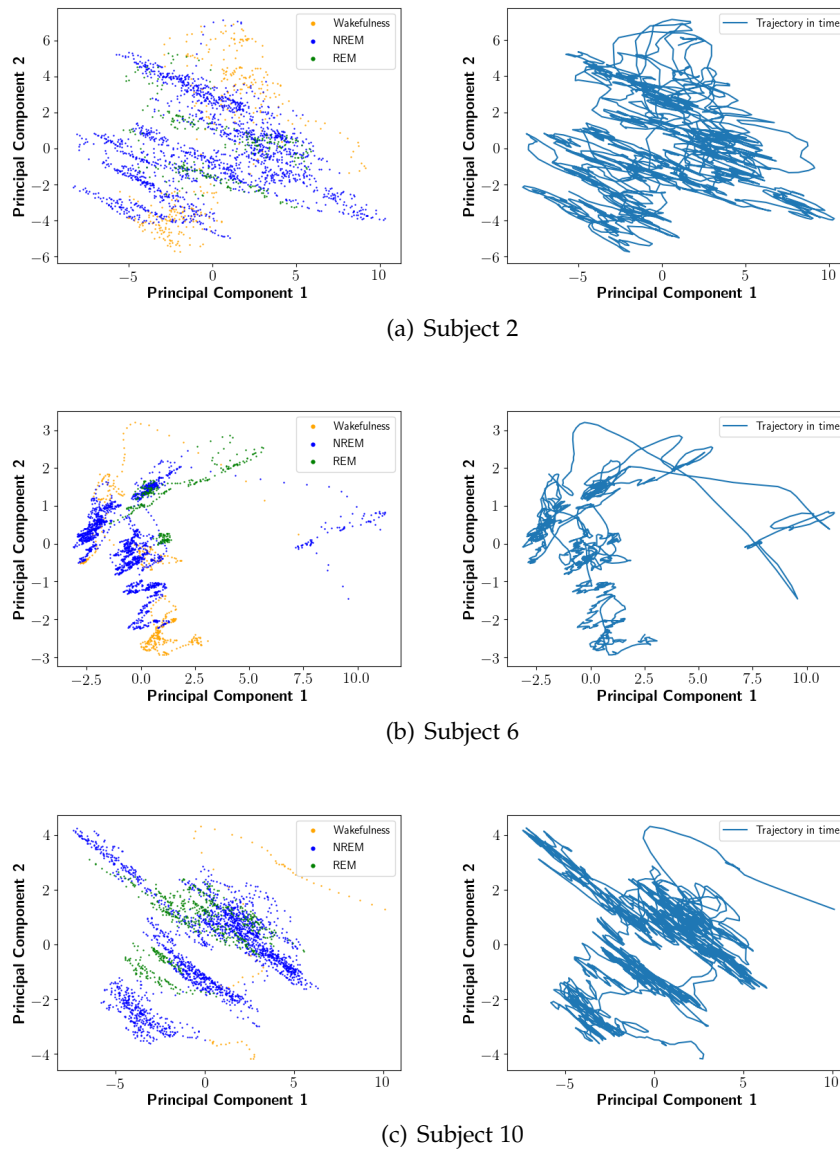 Principal Component 2
6
4
2
0
−2
−4
−6
−5
0
5
10
Principal Component 1
Wakefulness
NREM
REM
Principal Component 2
6
4
2
0
−2
−4
−6
−5
0
5
10
Principal Component 1
Trajectory in time
(a) Subject 2
Principal Component 2
3
2
1
0
−1
−2
−3
−2.5
0.0
2.5
5.0
7.5
10.0
Principal Component 1
Wakefulness
NREM
REM
Principal Component 2
3
2
1
0
−1
−2
−3
−2.5
0.0
2.5
5.0
7.5
10.0
Principal Component 1
Trajectory in time
(b) Subject 6
Principal Component 2
4
2
0
−2
−4
−5
0
5
10
Principal Component 1
Wakefulness
NREM
REM
Principal Component 2
4
2
0
−2
−4
−5
0
5
10
Principal Component 1
Trajectory in time
(c) Subject 10